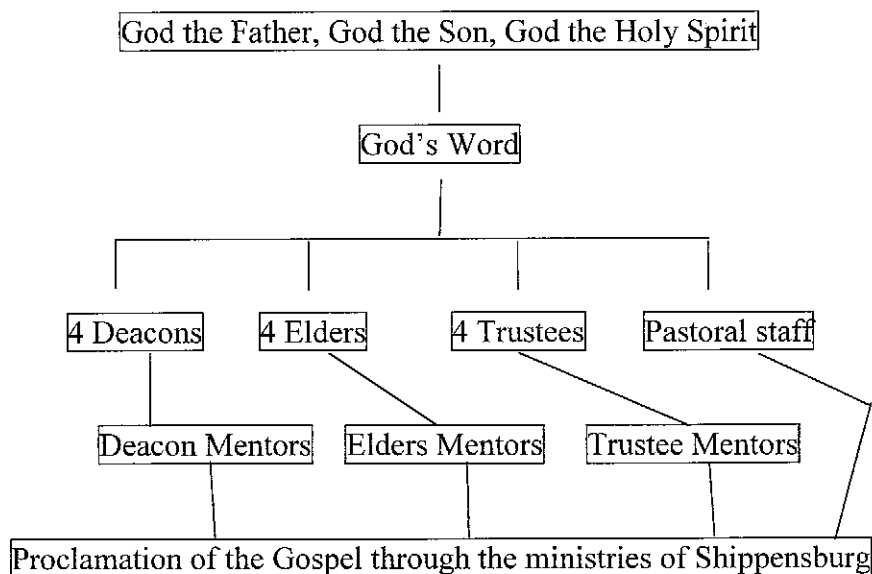 God the Father, God the Son, God the Holy Spirit
God's Word
4 Deacons 4 Elders 4 Trustees Pastoral staff
Deacon Mentors Elders Mentors Trustee Mentors
Proclamation of the Gospel through the ministries of Shippensburg